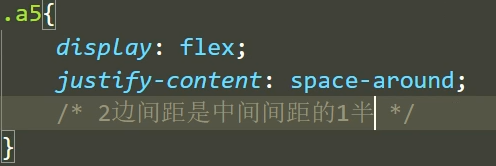 .a5{
display: flex;
justify-content: space-around;
/* 2边间距是中间间距的1半 */
}